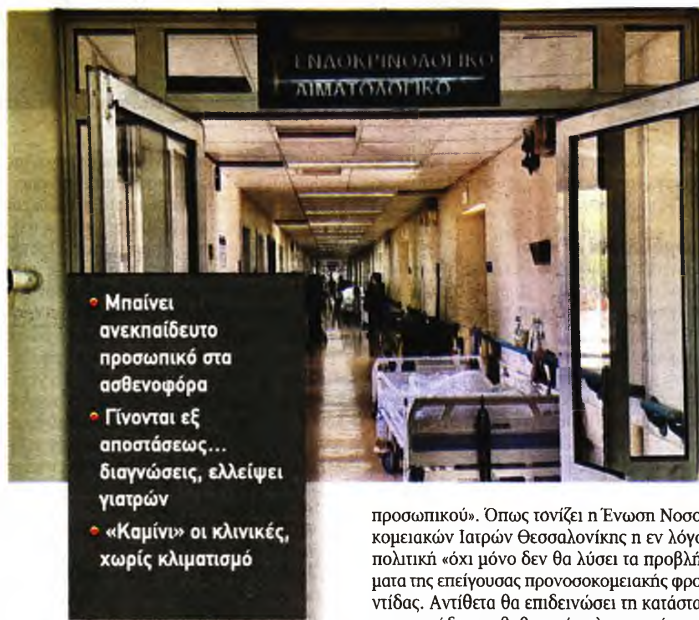 ΕΝΔΟΚΡΙΝΟΛΟΓΙΚΟ
ΑΙΜΑΤΟΛΟΓΙΚΟ
• Μπαίνει
ανεκπαίδευτο
προσωπικό στα
ασθενοφόρα
• Γίνονται εξ
αποστάσεως...
διαγνώσεις, ελλείψει
γιατρών
• «Καμίνι» οι κλινικές,
χωρίς κλιματισμό
προσωπικού». Όπως τονίζει η Ένωση Νοσο-
κομειακών Ιατρών Θεσσαλονίκης η εν λόγω
πολιτική «όχι μόνο δεν θα λύσει τα προβλή-
ματα της επείγουσας προνοσοκομειακής φρο-
ντίδας. Αντίθετα θα επιδεινώσει τη κατάστα-